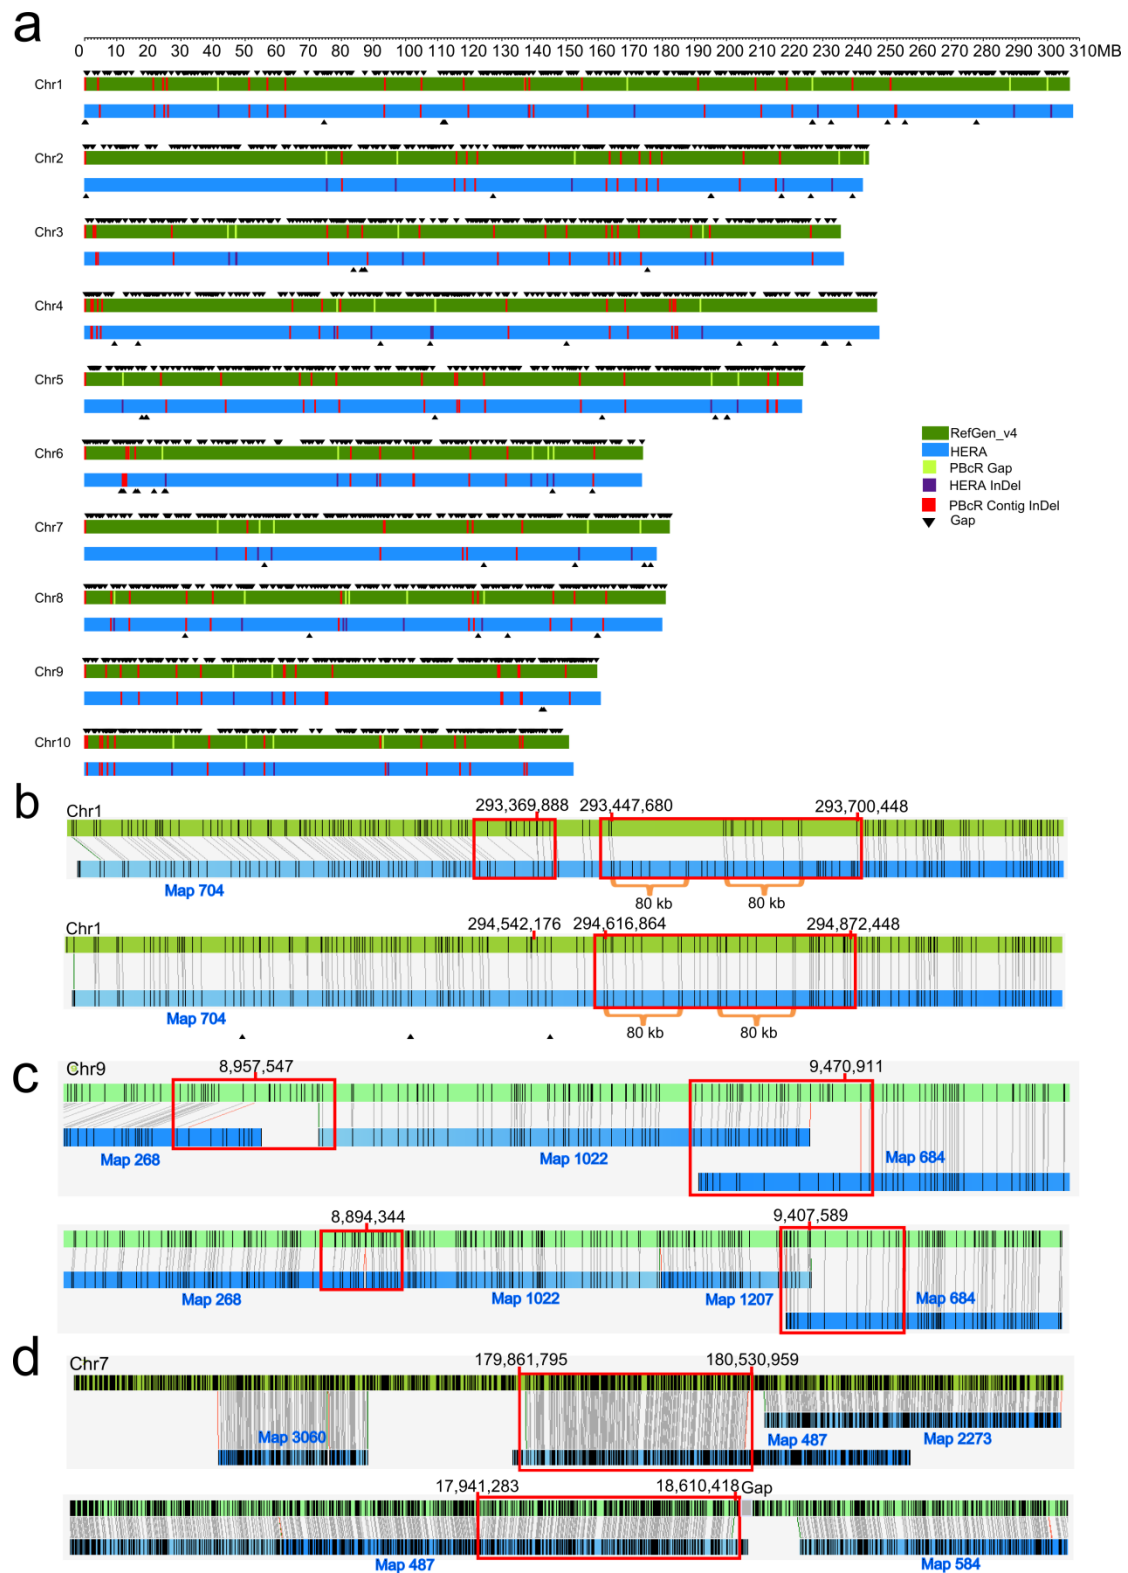 a
0 10 20 30 40 50 60 70 80 90 100 110 120 130 140 150 160 170 180 190 200 210 220 230 240 250 260 270 280 290 300 310MB
Chr1
Chr2
Chr3
Chr4
Chr5
Chr6
Chr7
Chr8
Chr9
Chr10
RefGen_v4
HERA
PBcR Gap
HERA InDel
PBcR Contig InDel
Gap
b
Chr1 293,369,888 293,447,680 293,700,448
Map 704
80 kb 80 kb
Chr1 294,542,176 294,616,864 294,872,448
Map 704
80 kb 80 kb
c
Chr9 8,957,547 9,470,911
Map 268 Map 1022 Map 684
8,894,344 9,407,589
Map 268 Map 1022 Map 1207 Map 684
d
Chr7 179,861,795 180,530,959
Map 3060 Map 487 Map 2273
17,941,283 18,610,418 Gap
Map 487 Map 584